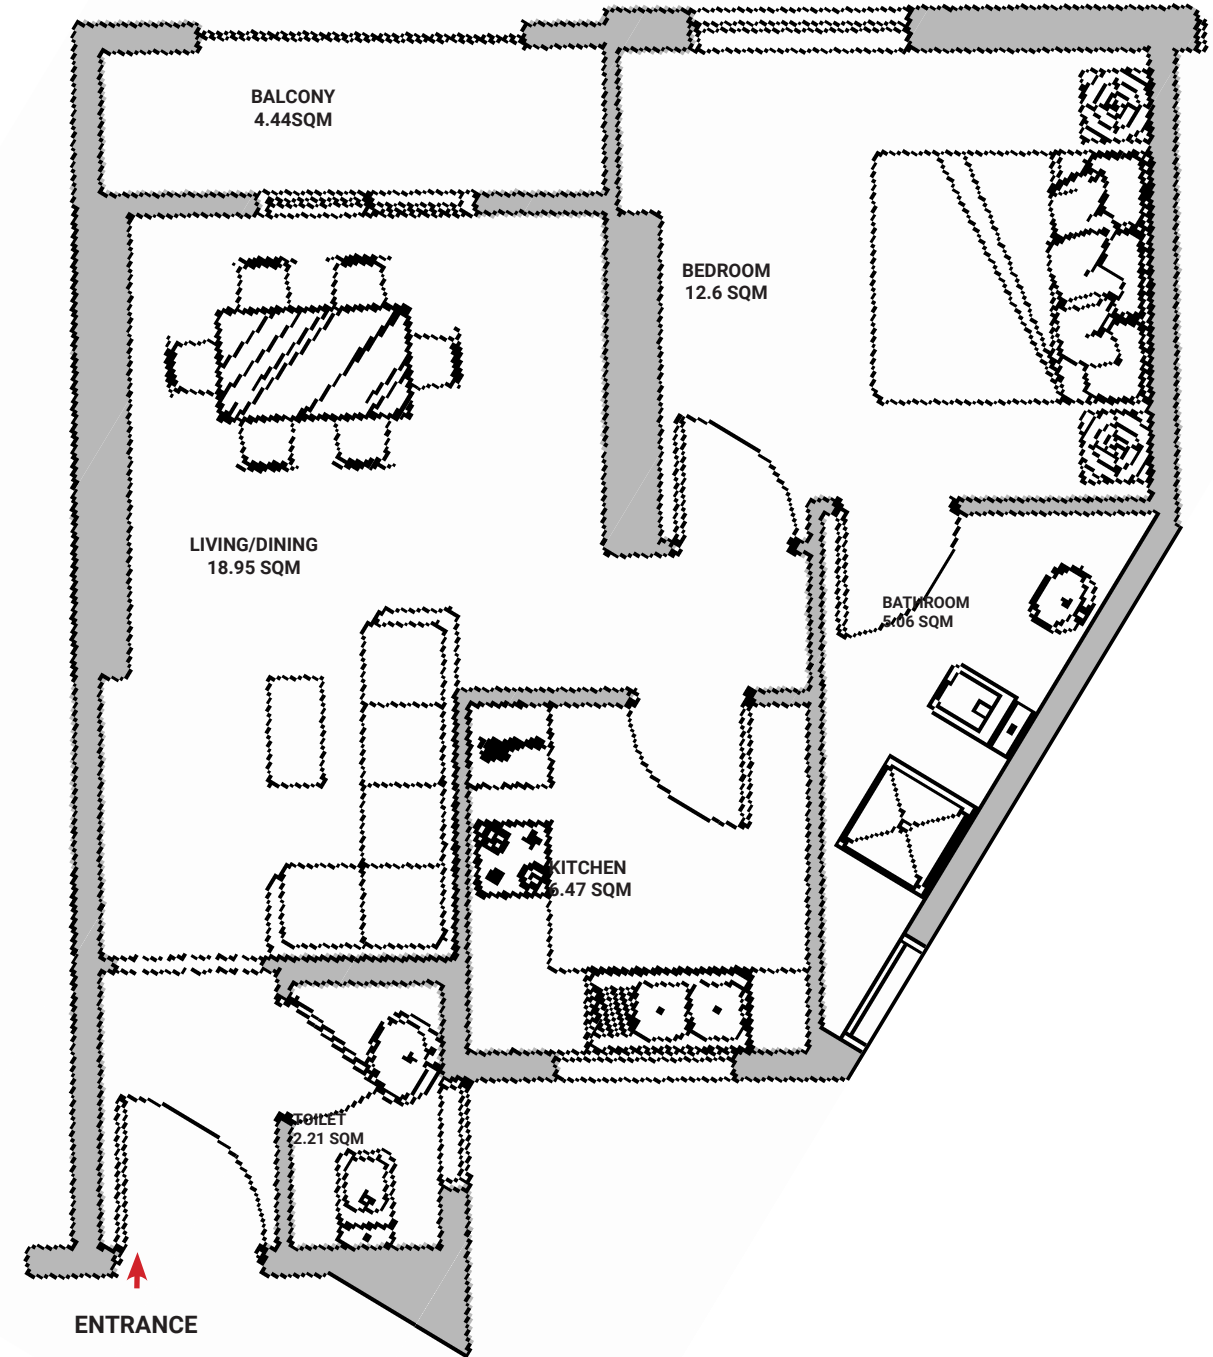 BALCONY
4.44SQM
BEDROOM
12.6 SQM
LIVING/DINING
18.95 SQM
BATHROOM
5.06 SQM
KITCHEN
6.47 SQM
TOILET
2.21 SQM
ENTRANCE